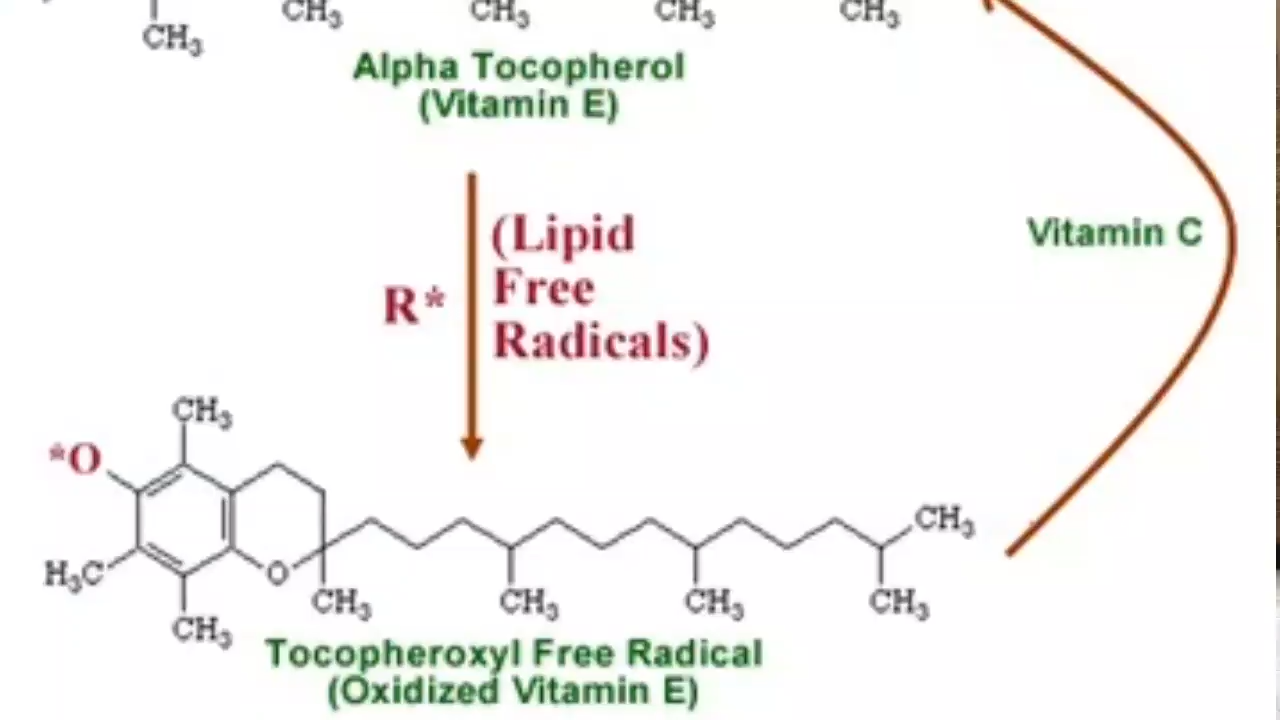 CH3 CH3 CH3 CH3
CH3
Alpha Tocopherol
(Vitamin E)
(Lipid
Free
Radicals)
R*
Vitamin C
CH3
*O
CH3
H3C
O
CH3 CH3 CH3 CH3
CH3
Tocopheroxyl Free Radical
(Oxidized Vitamin E)